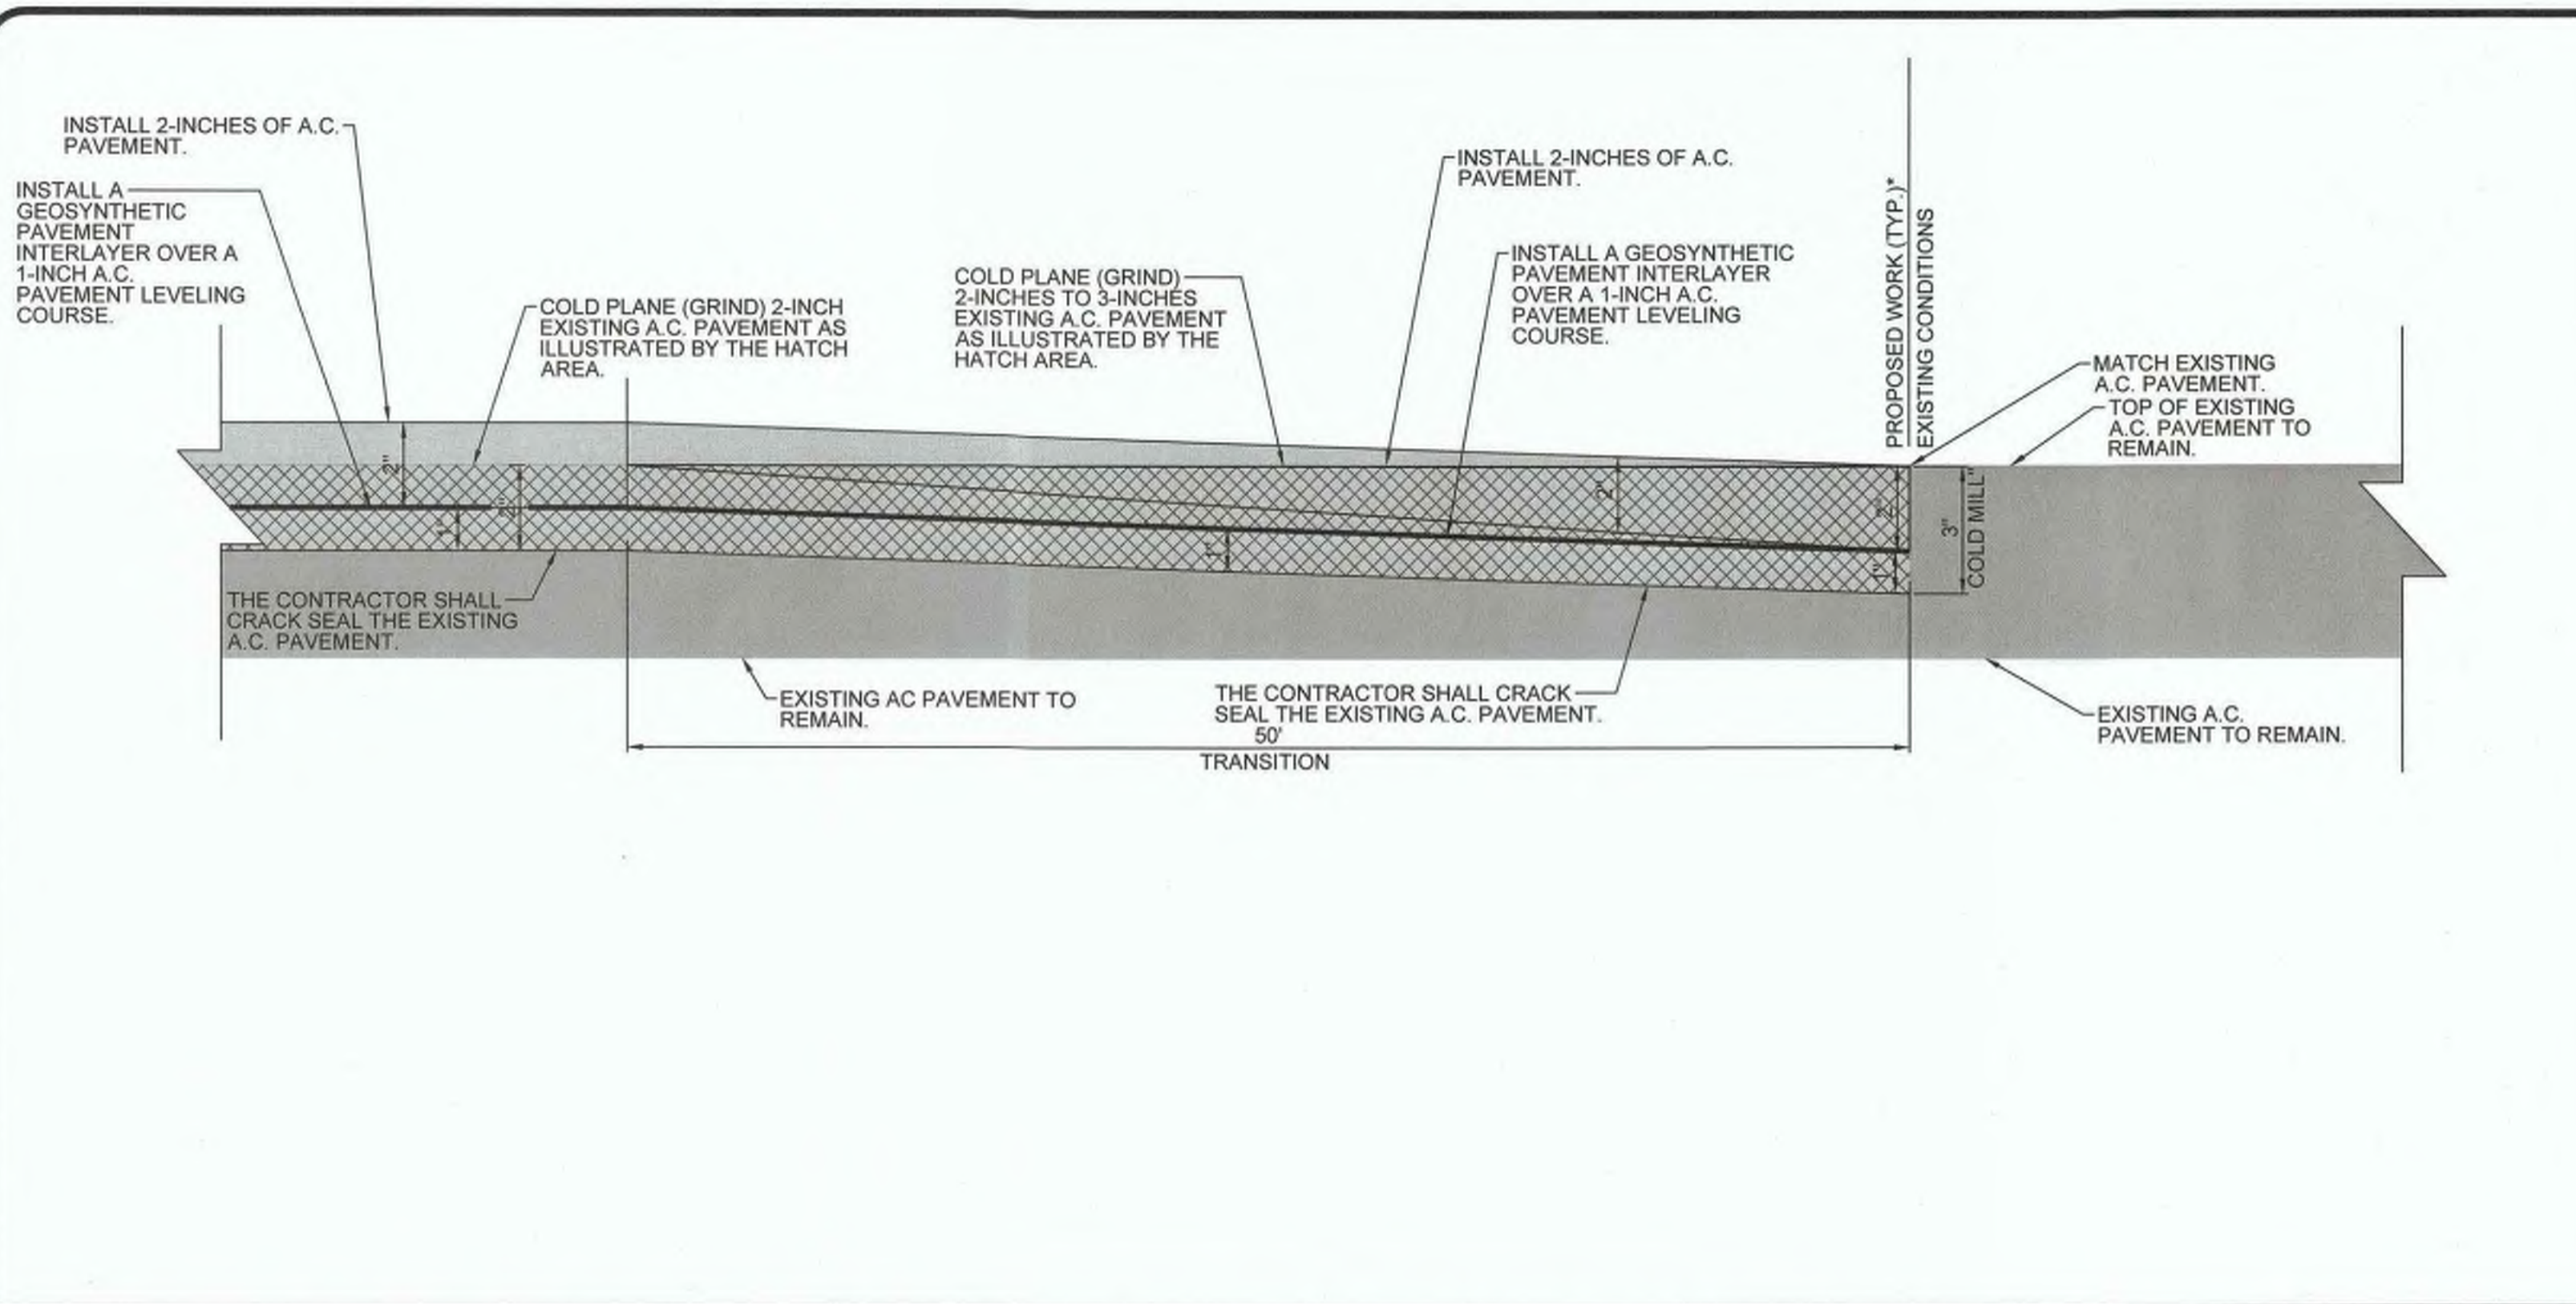 INSTALL 2-INCHES OF A.C.
PAVEMENT.
INSTALL A
GEOSYNTHETIC
PAVEMENT
INTERLAYER OVER A
1-INCH A.C.
PAVEMENT LEVELING
COURSE.
COLD PLANE (GRIND) 2-INCH
EXISTING A.C. PAVEMENT AS
ILLUSTRATED BY THE HATCH
AREA.
COLD PLANE (GRIND)
2-INCHES TO 3-INCHES
EXISTING A.C. PAVEMENT
AS ILLUSTRATED BY THE
HATCH AREA.
INSTALL 2-INCHES OF A.C.
PAVEMENT.
INSTALL A GEOSYNTHETIC
PAVEMENT INTERLAYER
OVER A 1-INCH A.C.
PAVEMENT LEVELING
COURSE.
PROPOSED WORK (TYP.)*
EXISTING CONDITIONS
MATCH EXISTING
A.C. PAVEMENT.
TOP OF EXISTING
A.C. PAVEMENT TO
REMAIN.
2"
1"
2"
1"
2"
2"
1"
3"
COLD MILL"
THE CONTRACTOR SHALL
CRACK SEAL THE EXISTING
A.C. PAVEMENT.
EXISTING AC PAVEMENT TO
REMAIN.
THE CONTRACTOR SHALL CRACK
SEAL THE EXISTING A.C. PAVEMENT.
EXISTING A.C.
PAVEMENT TO REMAIN.
50'
TRANSITION